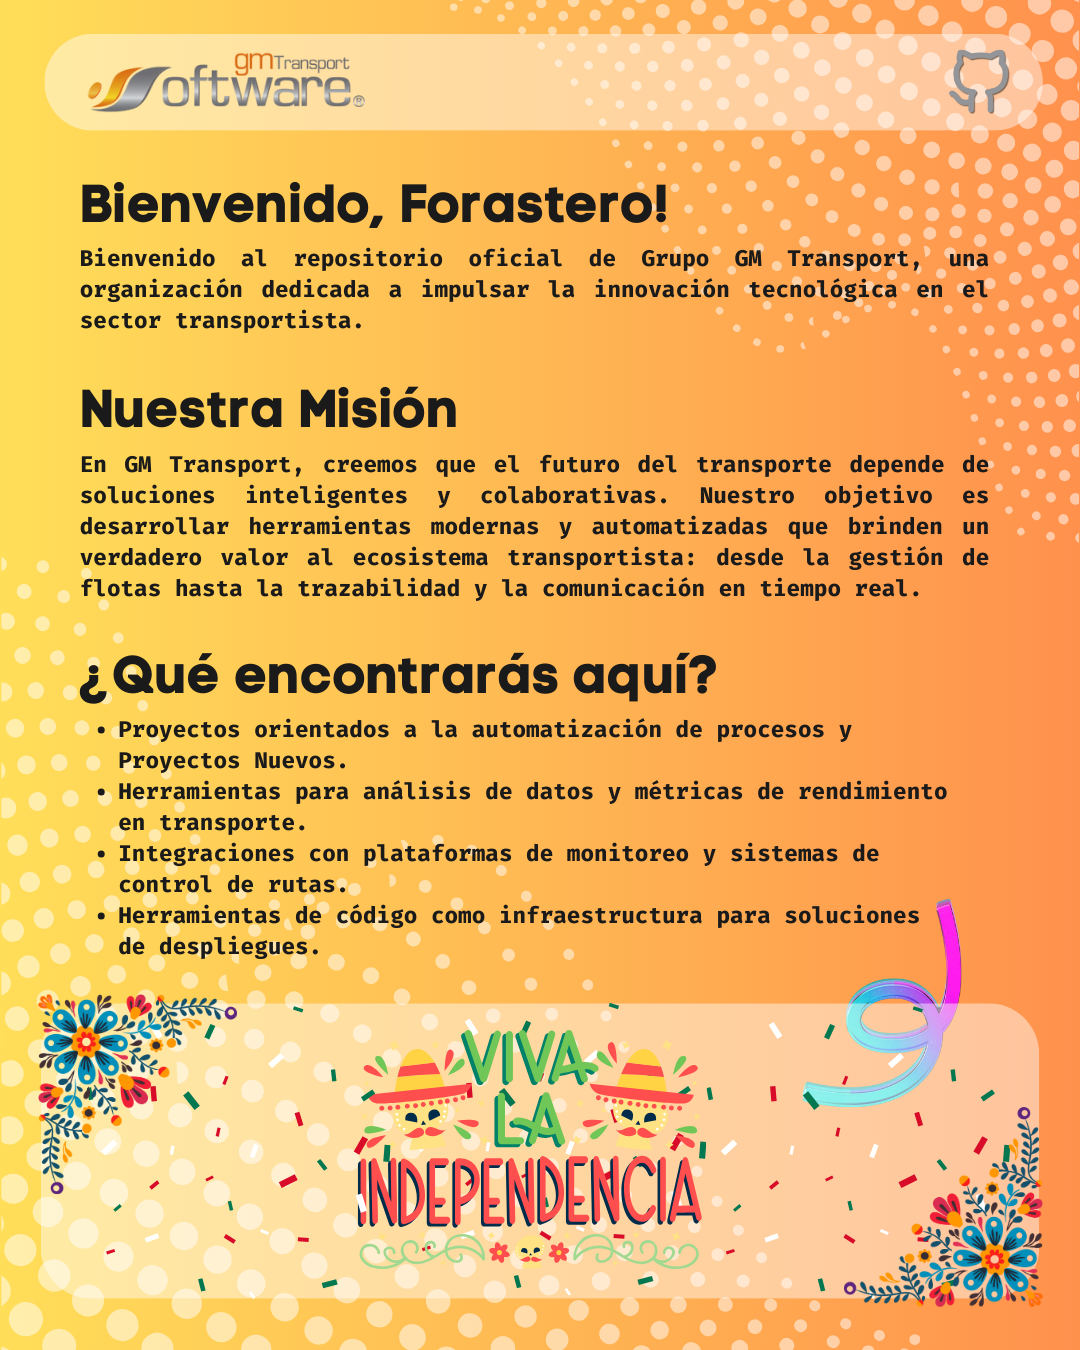 gmTransport
Software®
Bienvenido, Forastero!
Bienvenido al repositorio oficial de Grupo GM Transport, una
organización dedicada a impulsar la innovación tecnológica en el
sector transportista.
Nuestra Misión
En GM Transport, creemos que el futuro del transporte depende de
soluciones inteligentes y colaborativas. Nuestro objetivo es
desarrollar herramientas modernas y automatizadas que brinden un
verdadero valor al ecosistema transportista: desde la gestión de
flotas hasta la trazabilidad y la comunicación en tiempo real.
¿Qué encontrarás aquí?
• Proyectos orientados a la automatización de procesos y
Proyectos Nuevos.
• Herramientas para análisis de datos y métricas de rendimiento
en transporte.
• Integraciones con plataformas de monitoreo y sistemas de
control de rutas.
• Herramientas de código como infraestructura para soluciones
de despliegues.
VIVA
LA
INDEPENDENCIA